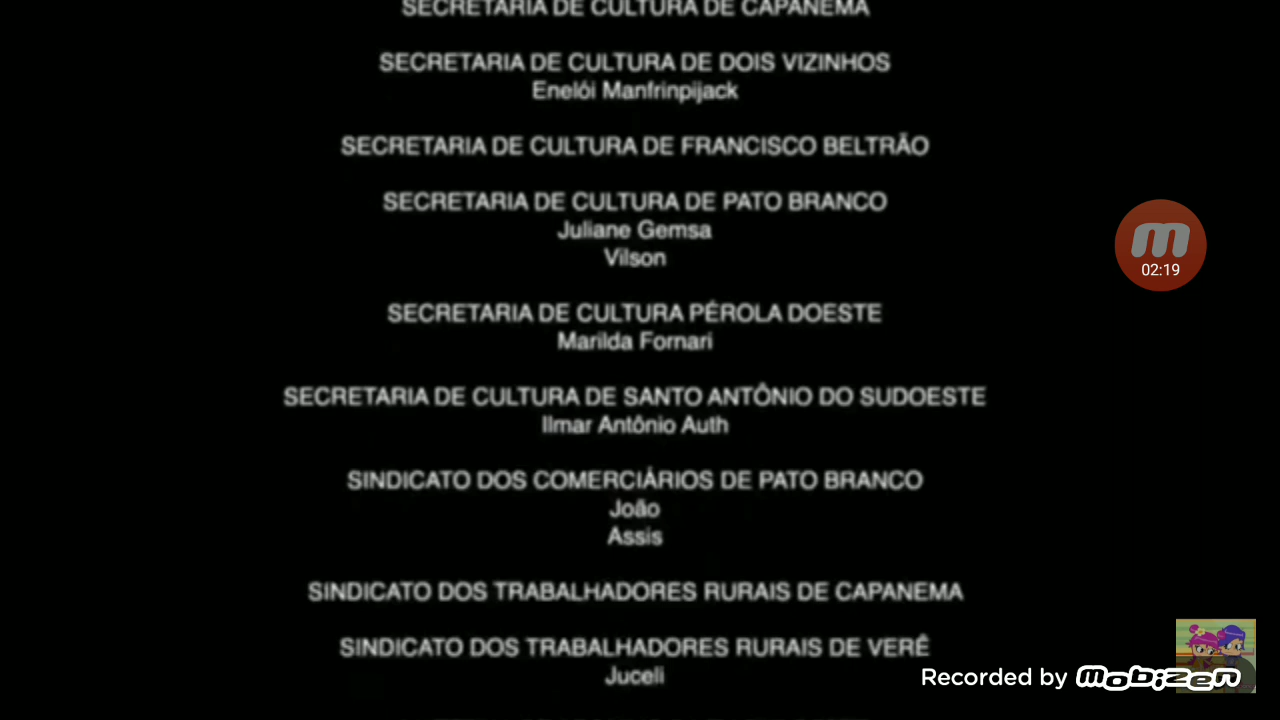 SECRETARIA DE CULTURA DE CAPANEMA
SECRETARIA DE CULTURA DE DOIS VIZINHOS
Enelói Manfrinpijack
SECRETARIA DE CULTURA DE FRANCISCO BELTRÃO
SECRETARIA DE CULTURA DE PATO BRANCO
Juliane Gemsa
Vilson
SECRETARIA DE CULTURA PÉROLA DOESTE
Marilda Fornari
SECRETARIA DE CULTURA DE SANTO ANTÔNIO DO SUDOESTE
Ilmar Antônio Auth
SINDICATO DOS COMERCIÁRIOS DE PATO BRANCO
João
Assis
SINDICATO DOS TRABALHADORES RURAIS DE CAPANEMA
SINDICATO DOS TRABALHADORES RURAIS DE VERÊ
Juceli
m
02:19
Recorded by mobizen